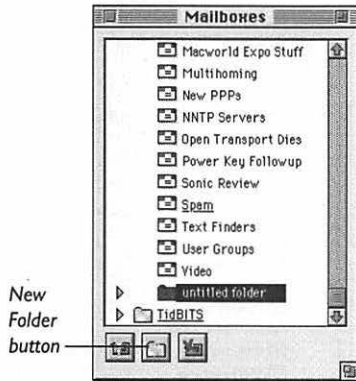 Mailboxes
Macworld Expo Stuff
Multihoming
New PPPs
NNTP Servers
Open Transport Dies
Power Key Followup
Sonic Review
Spam
Text Finders
User Groups
Video
untitled folder
TidBITS
New
Folder
button